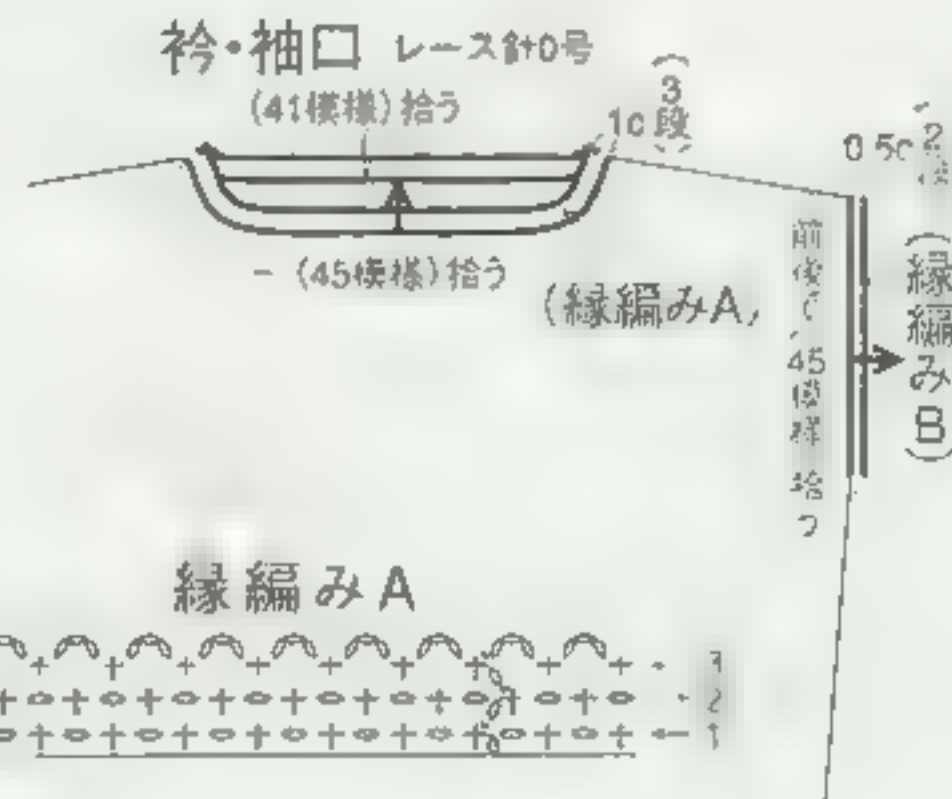 衿・袖口 レース針0号
(41模様)拾う
1c
(3段)
0.5c
2
(45模様)拾う
(縁編みA)
前後で45模様拾う
(縁編みB)
縁編みA
3
2
1